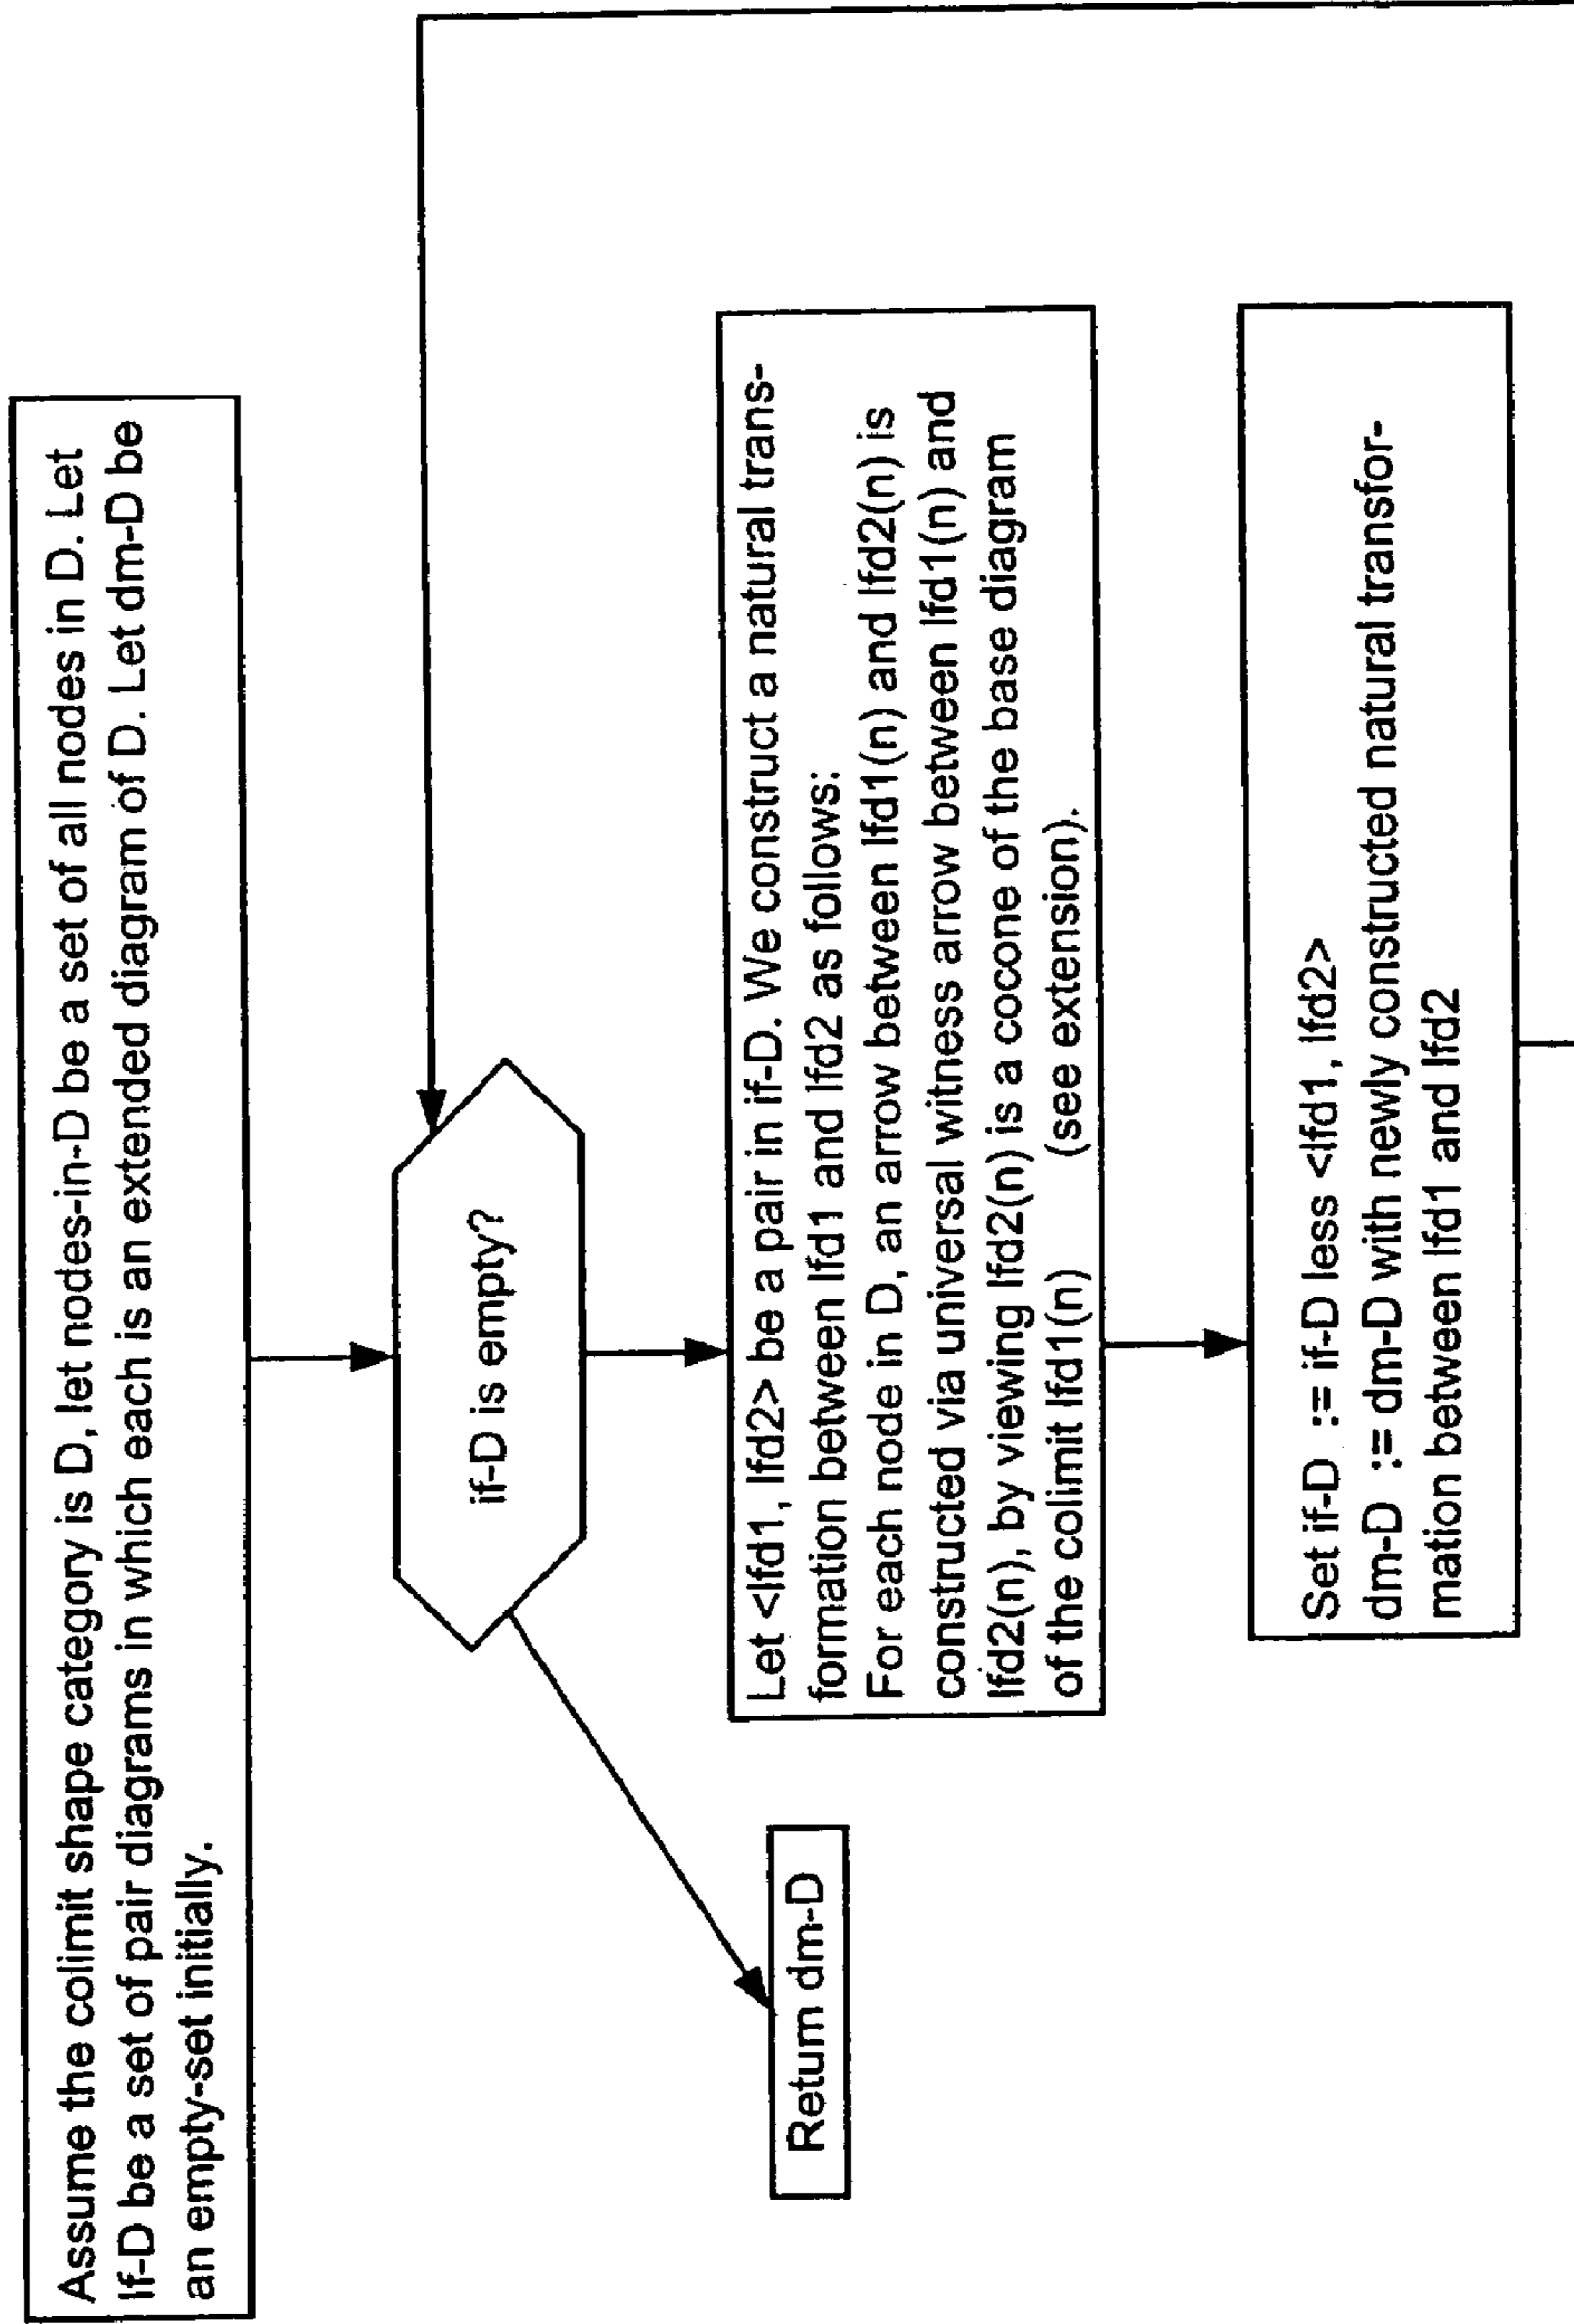 Assume the colimit shape category is D, let nodes-in-D be a set of all nodes in D. Let
If-D be a set of pair diagrams in which each is an extended diagram of D. Let dm-D be
an empty-set initially.
if-D is empty?
Return dm-D
Let <lfd1, lfd2> be a pair in if-D. We construct a natural trans-
formation between lfd1 and lfd2 as follows:
For each node in D, an arrow between lfd1(n) and lfd2(n) is
constructed via universal witness arrow between lfd1(n) and
lfd2(n), by viewing lfd2(n) is a cocone of the base diagram
of the colimit lfd1(n) (see extension).
Set if-D := if-D less <lfd1, lfd2>
dm-D := dm-D with newly constructed natural transfor-
mation between lfd1 and lfd2